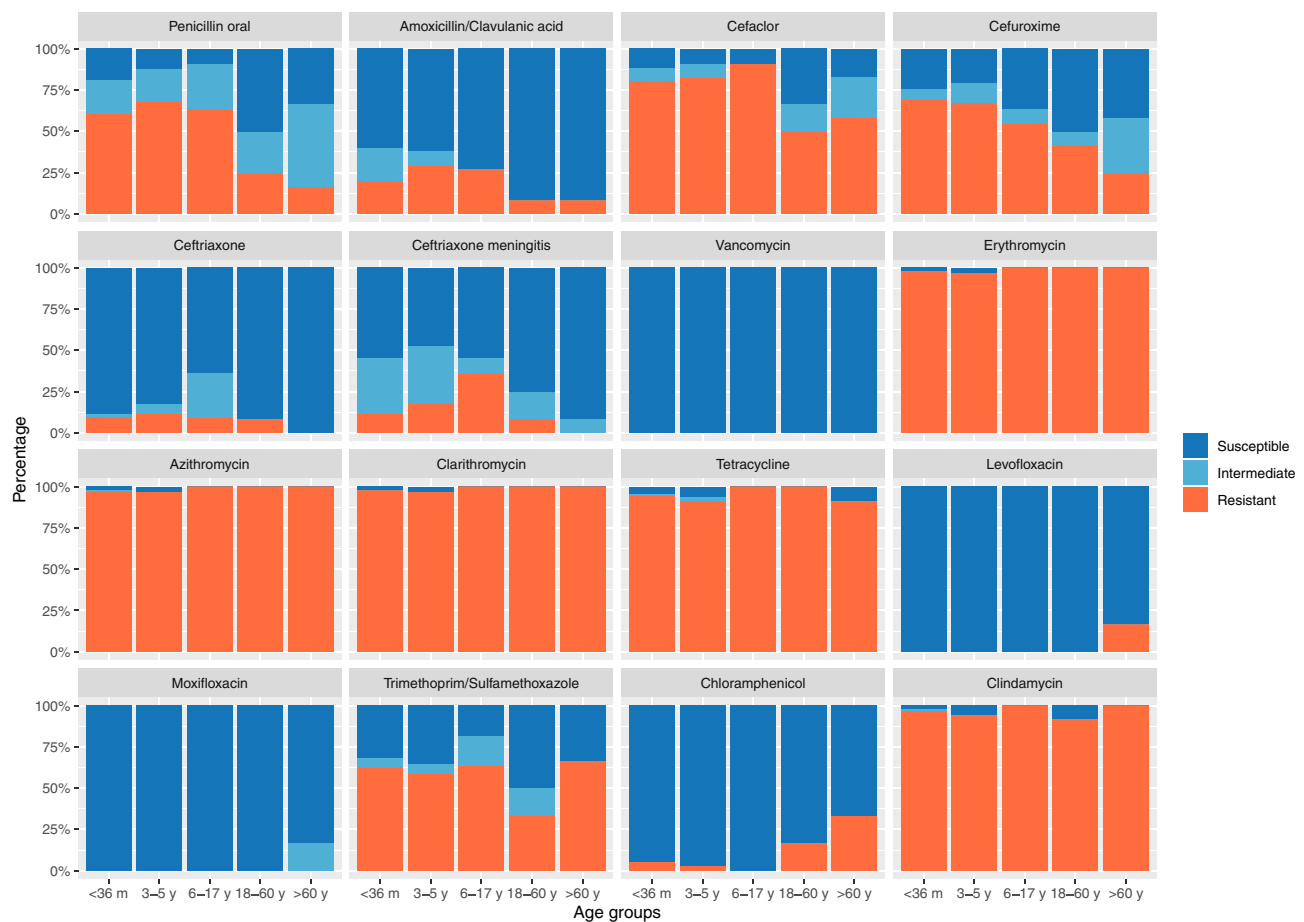 Penicillin oral Amoxicillin/Clavulanic acid Cefaclor Cefuroxime
100%
75%
50%
25%
0%
Ceftriaxone Ceftriaxone meningitis Vancomycin Erythromycin
100%
75%
50%
25%
0%
Azithromycin Clarithromycin Tetracycline Levofloxacin
100%
75%
50%
25%
0%
Moxifloxacin Trimethoprim/Sulfamethoxazole Chloramphenicol Clindamycin
100%
75%
50%
25%
0%
<36 m 3–5 y 6–17 y 18–60 y >60 y <36 m 3–5 y 6–17 y 18–60 y >60 y <36 m 3–5 y 6–17 y 18–60 y >60 y <36 m 3–5 y 6–17 y 18–60 y >60 y
Age groups
Percentage
Susceptible
Intermediate
Resistant